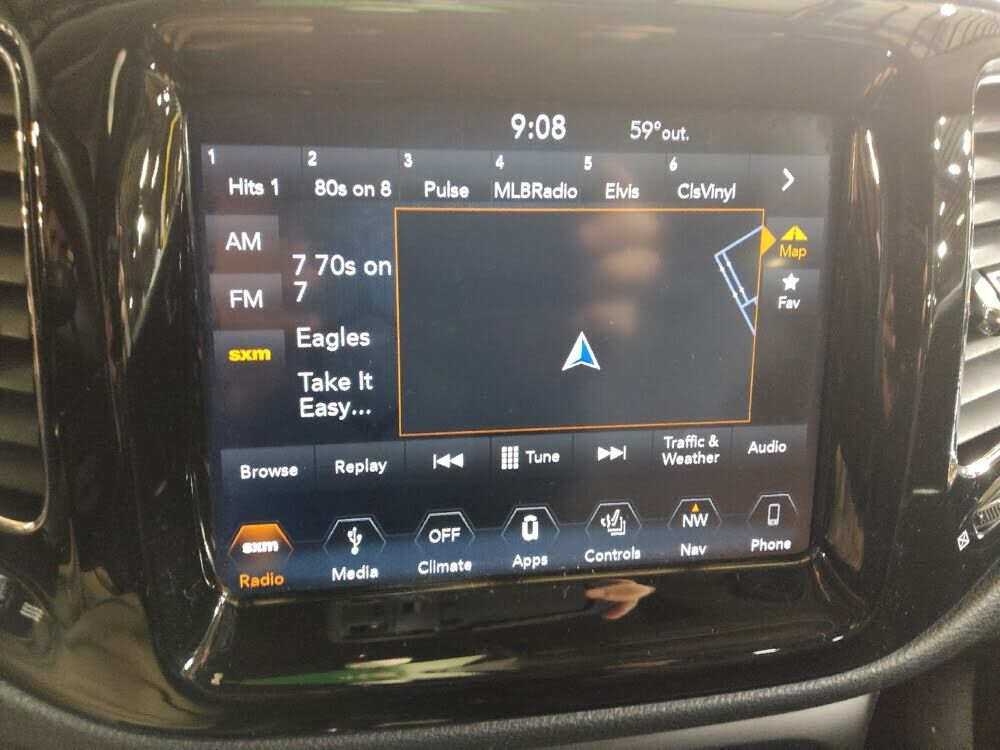 9:08 59°out.
1 2 3 4 5 6
Hits 1 80s on 8 Pulse MLBRadio Elvis ClsVinyl
AM
7 70s on
7
Map
FM
Fav
Eagles
sxm
Take It
Easy...
Browse Replay Tune Traffic &
Weather Audio
sxm OFF NW
Radio Media Climate Apps Controls Nav Phone